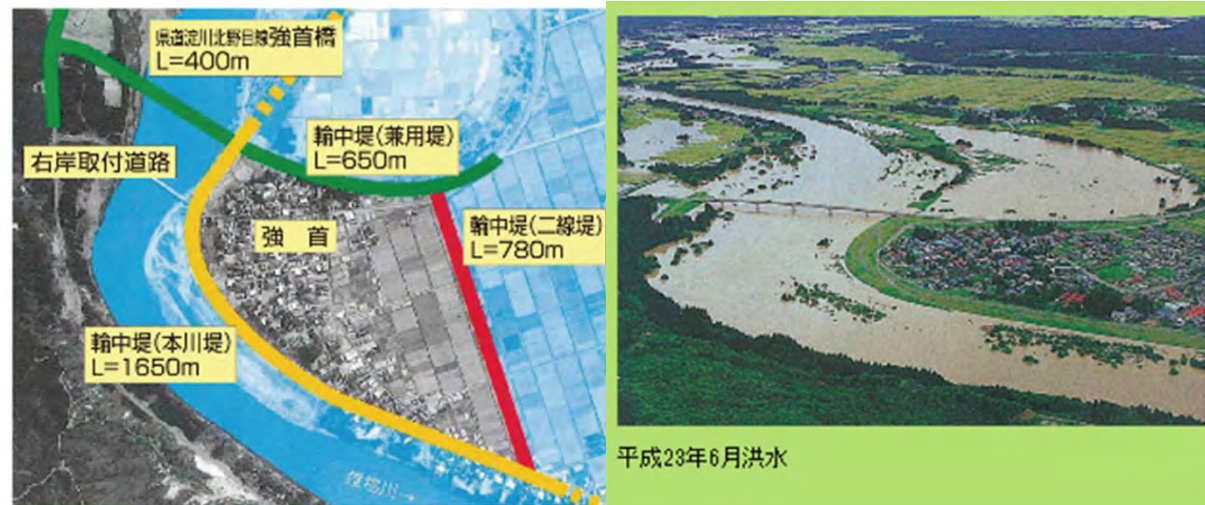 県道淀川北野目線強首橋
L=400m
輪中堤(兼用堤)
L=650m
右岸取付道路
強 首
輪中堤(二線堤)
L=780m
輪中堤(本川堤)
L=1650m
雄物川→
平成23年6月洪水